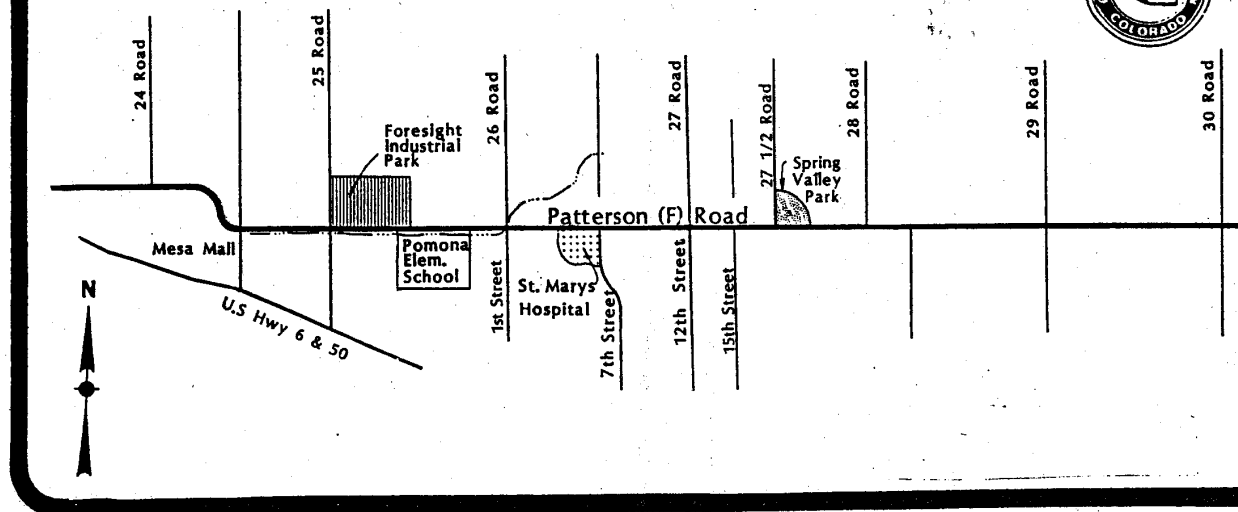 COLORADO
24 Road
25 Road
26 Road
27 Road
27 1/2 Road
28 Road
29 Road
30 Road
Foresight
Industrial
Park
Spring
Valley
Park
Patterson (F) Road
Mesa Mall
Pomona
Elem.
School
1st Street
St. Marys
Hospital
7th Street
12th Street
15th Street
N
U.S Hwy 6 & 50